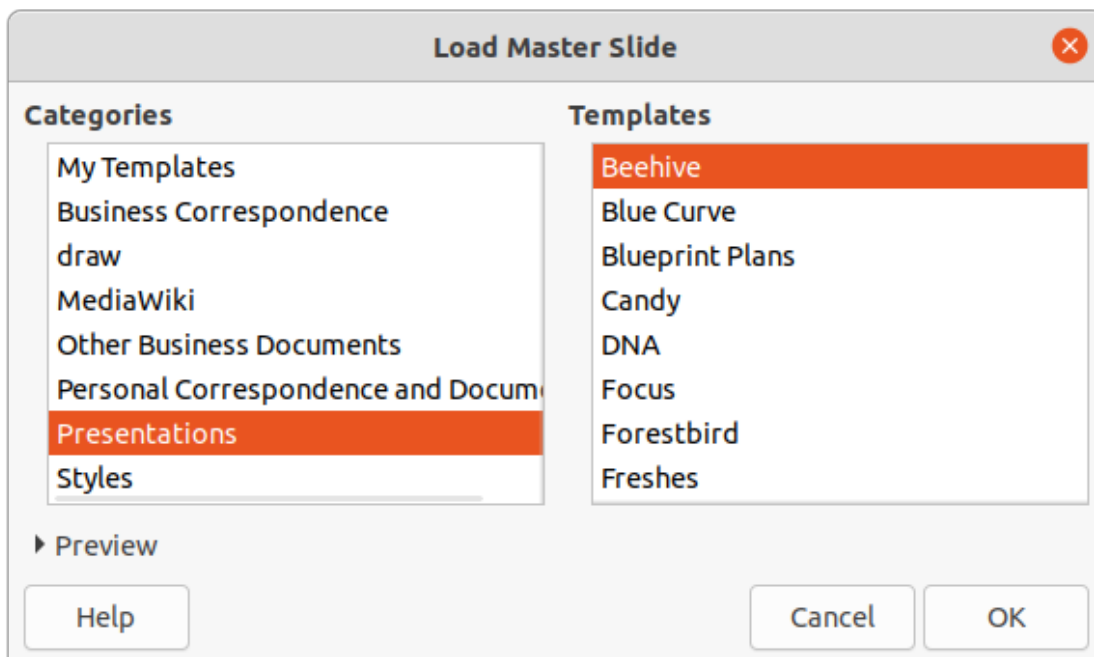 Load Master Slide
Categories
My Templates
Business Correspondence
draw
MediaWiki
Other Business Documents
Personal Correspondence and
Presentations
Styles
Templates
Beehive
Blue Curve
Blueprint Plans
Candy
DNA
Focus
Forestbird
Freshes
Preview
Help
Cancel
OK